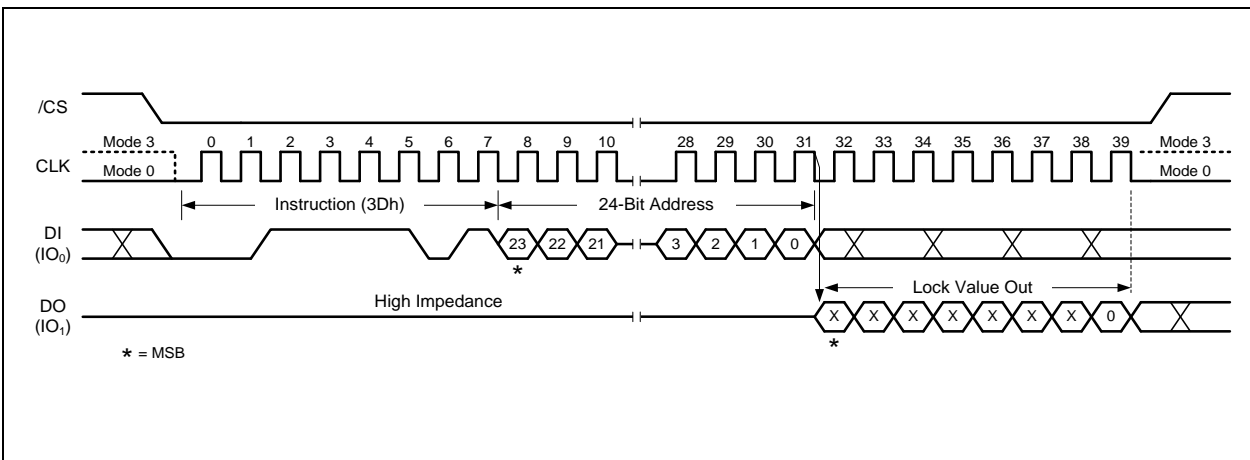 /CS
Mode 3 0 1 2 3 4 5 6 7 8 9 10 28 29 30 31 32 33 34 35 36 37 38 39 Mode 3
CLK Mode 0 Mode 0
Instruction (3Dh) 24-Bit Address
DI
(IO₀) 23 22 21 3 2 1 0
*
Lock Value Out
DO High Impedance
(IO₁) X X X X X X X 0
*
* = MSB